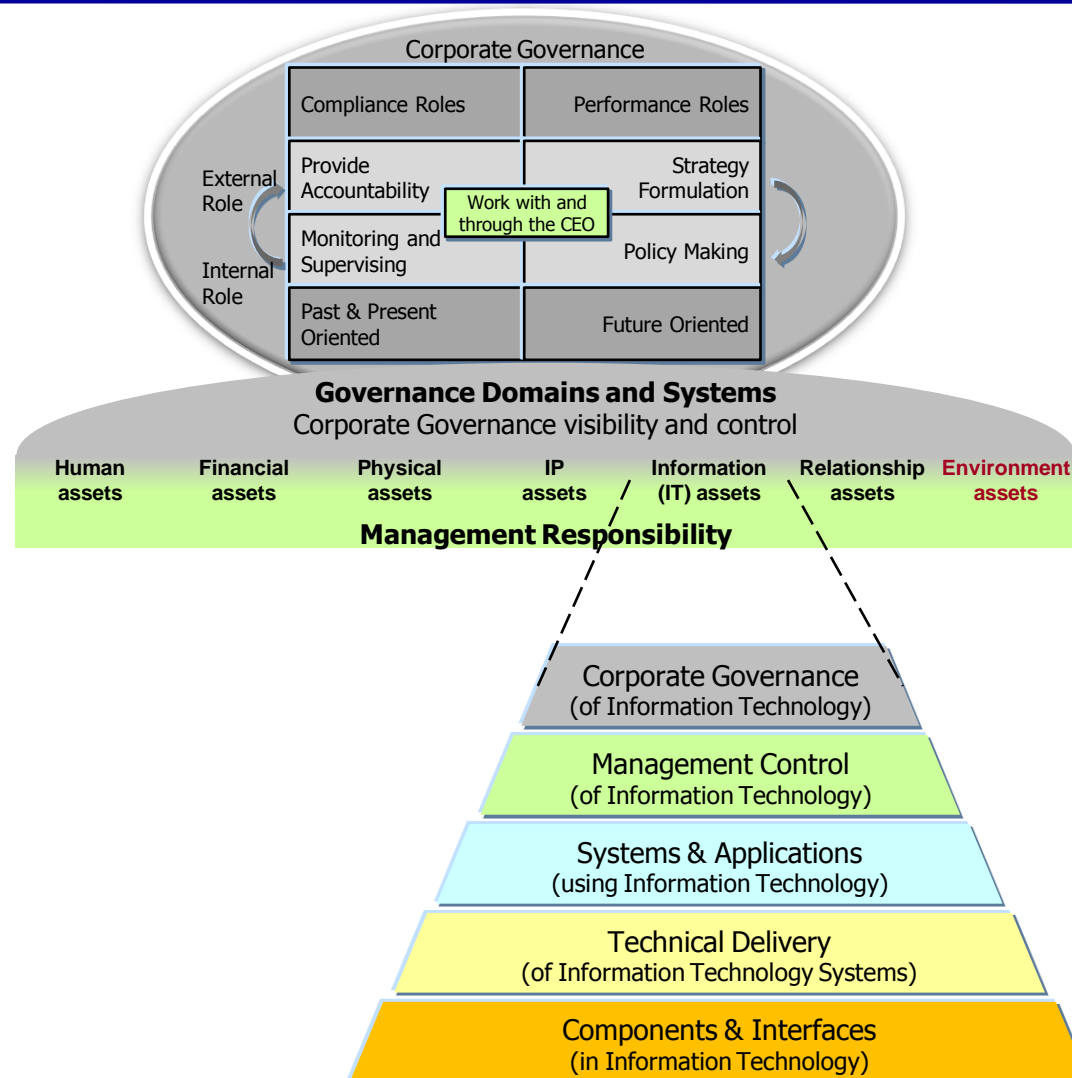 Corporate Governance
Compliance Roles
Performance Roles
External
Role
Provide
Accountability
Strategy
Formulation
Work with and
through the CEO
Internal
Role
Monitoring and
Supervising
Policy Making
Past & Present
Oriented
Future Oriented
Governance Domains and Systems
Corporate Governance visibility and control
Human
assets
Financial
assets
Physical
assets
IP
assets
Information
(IT) assets
Relationship
assets
Environment
assets
Management Responsibility
Corporate Governance
(of Information Technology)
Management Control
(of Information Technology)
Systems & Applications
(using Information Technology)
Technical Delivery
(of Information Technology Systems)
Components & Interfaces
(in Information Technology)